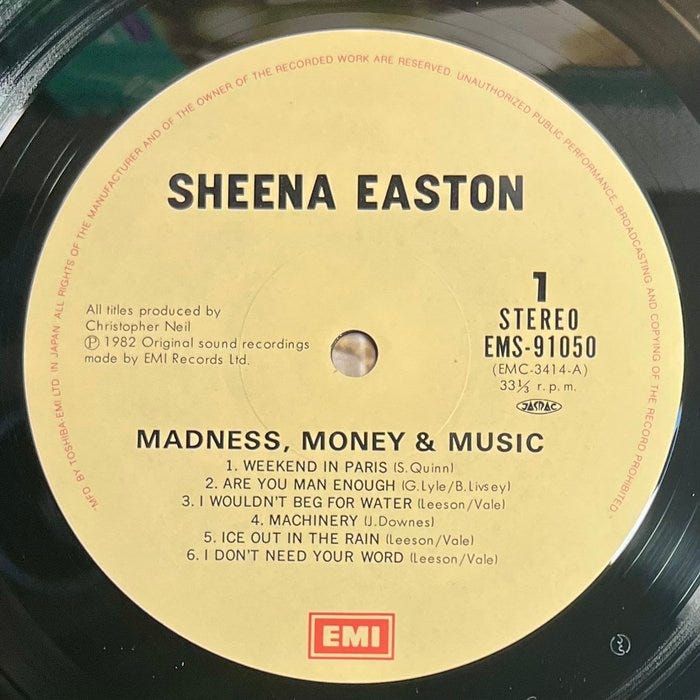 "MFD BY TOSHIBA-EMI LTD. IN JAPAN. ALL RIGHTS OF THE MANUFACTURER AND OF THE OWNER OF THE RECORDED WORK ARE RESERVED. UNAUTHORIZED PUBLIC PERFORMANCE, BROADCASTING AND COPYING OF THE RECORD PROHIBITED."
SHEENA EASTON
All titles produced by
Christopher Neil
Ⓟ 1982 Original sound recordings
made by EMI Records Ltd.
1
STEREO
EMS-91050
(EMC-3414-A)
33⅓ r.p.m.
JASRAC
MADNESS, MONEY & MUSIC
1. WEEKEND IN PARIS (S.Quinn)
2. ARE YOU MAN ENOUGH (G.Lyle/B.Livsey)
3. I WOULDN'T BEG FOR WATER (Leeson/Vale)
4. MACHINERY (J.Downes)
5. ICE OUT IN THE RAIN (Leeson/Vale)
6. I DON'T NEED YOUR WORD (Leeson/Vale)
EMI